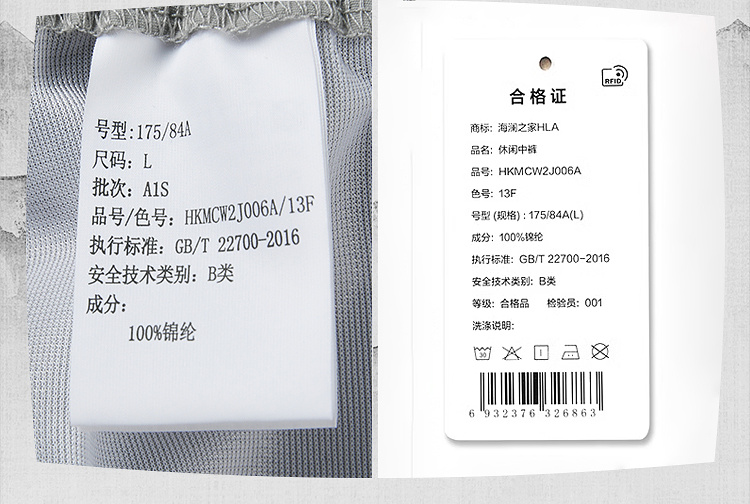 号型:175/84A
尺码: L
批次: A1S
品号/色号: HKMCW2J006A/13F
执行标准: GB/T 22700-2016
安全技术类别: B类
成分:
100%锦纶
RFID
合格证
商标: 海澜之家HLA
品名: 休闲中裤
品号: HKMCW2J006A
色号: 13F
号型 (规格) : 175/84A(L)
成分: 100%锦纶
执行标准: GB/T 22700-2016
安全技术类别: B类
等级: 合格品 检验员: 001
洗涤说明:
30
6 932376 326863